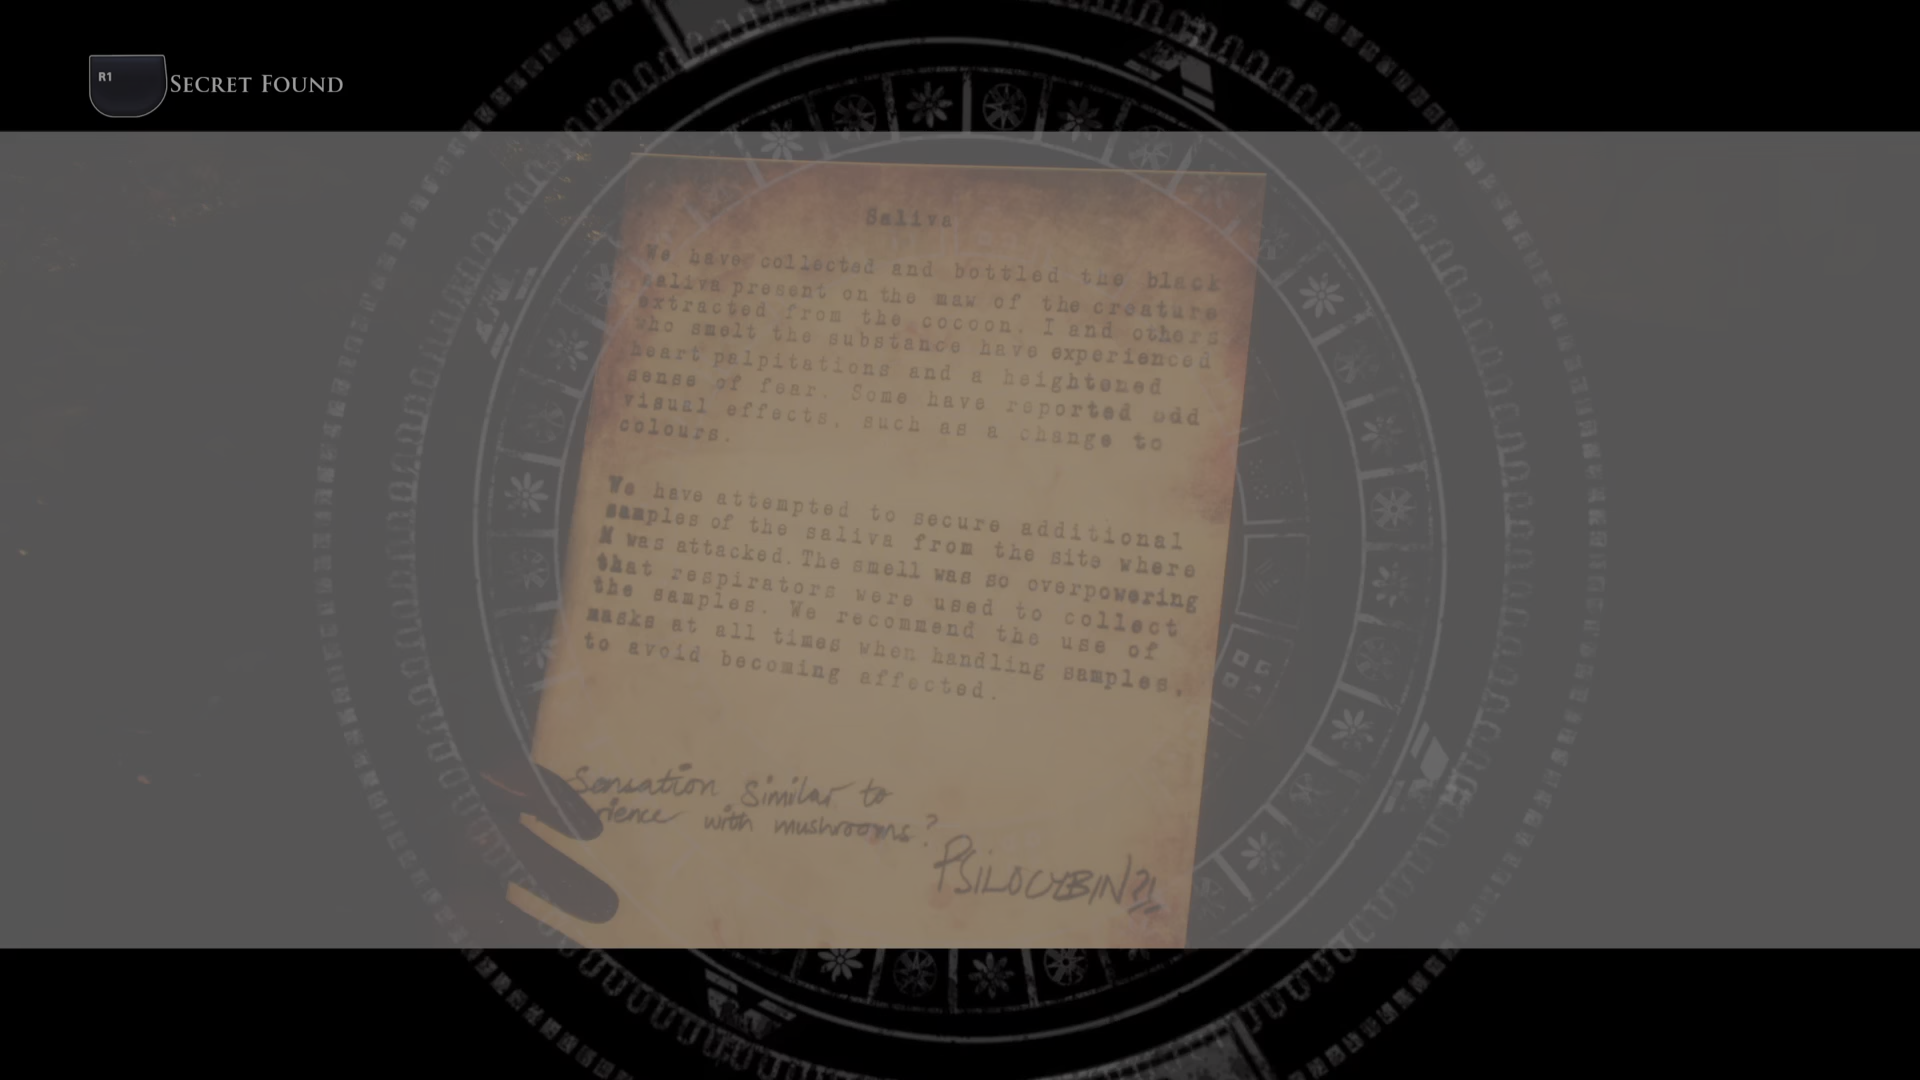 R1 SECRET FOUND
Saliva
We have collected and bottled the black
saliva present on the maw of the creature
extracted from the cocoon. I and others
who smelt the substance have experienced
heart palpitations and a heightened
sense of fear. Some have reported odd
visual effects, such as a change to
colours.
We have attempted to secure additional
samples of the saliva from the site where
M was attacked. The smell was so overpowering
that respirators were used to collect
the samples. We recommend the use of
masks at all times when handling samples,
to avoid becoming affected.
Sensation Similar to
rience with mushrooms?
PSILOCYBIN?!